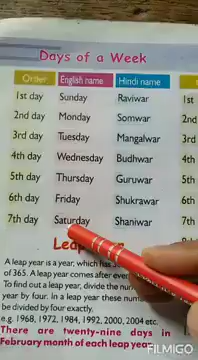 Days of a Week
Order English name Hindi name
1st day Sunday Raviwar 1st
2nd day Monday Somwar 2nd
3rd day Tuesday Mangalwar 3rd
4th day Wednesday Budhwar 4th
5th day Thursday Guruwar 5th
6th day Friday Shukrawar 6th
7th day Saturday Shaniwar 7th
Leap
A leap year is a year, which has
of 365. A leap year comes after every
To find out a leap year, divide the
year by four. In a leap year these
be divided by four exactly.
e.g. 1968, 1972, 1984, 1992, 2000, 2004 etc.
There are twenty-nine days in
February month of each leap year.
FILMIGO